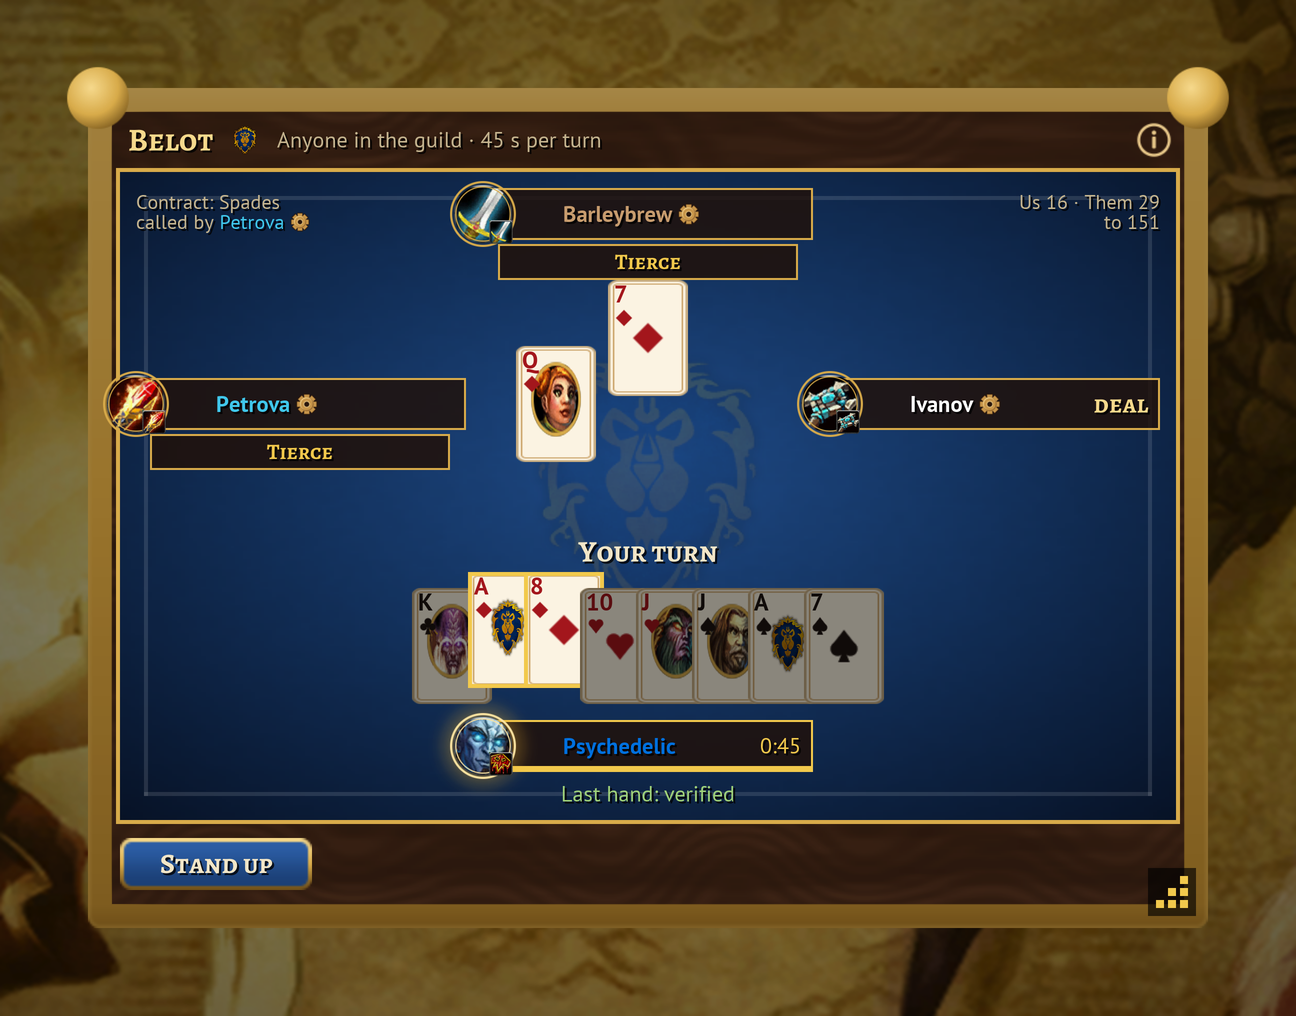 Belot
Anyone in the guild · 45 s per turn
Contract: Spades
called by Petrova
Barleybrew
Us 16 · Them 29
to 151
Tierce
7
Q
Petrova
Ivanov
DEAL
Tierce
Your turn
K A 8 10 J J A 7
Psychedelic
0:45
Last hand: verified
Stand up